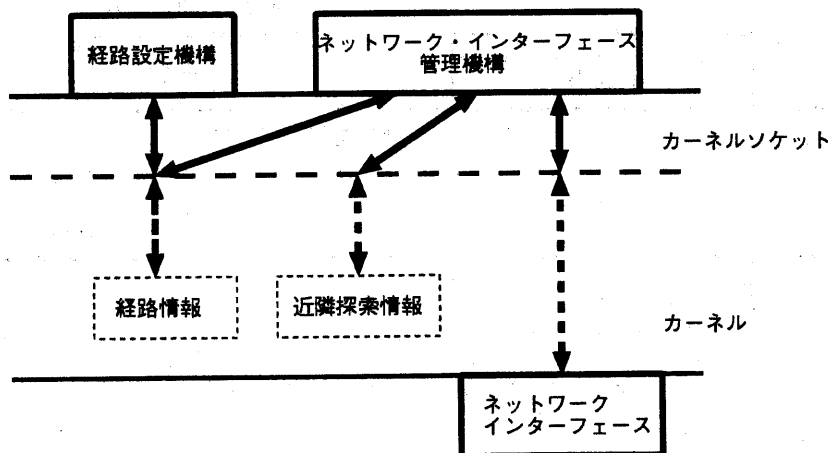 経路設定機構
ネットワーク・インターフェース
管理機構
カーネルソケット
経路情報
近隣探索情報
カーネル
ネットワーク
インターフェース